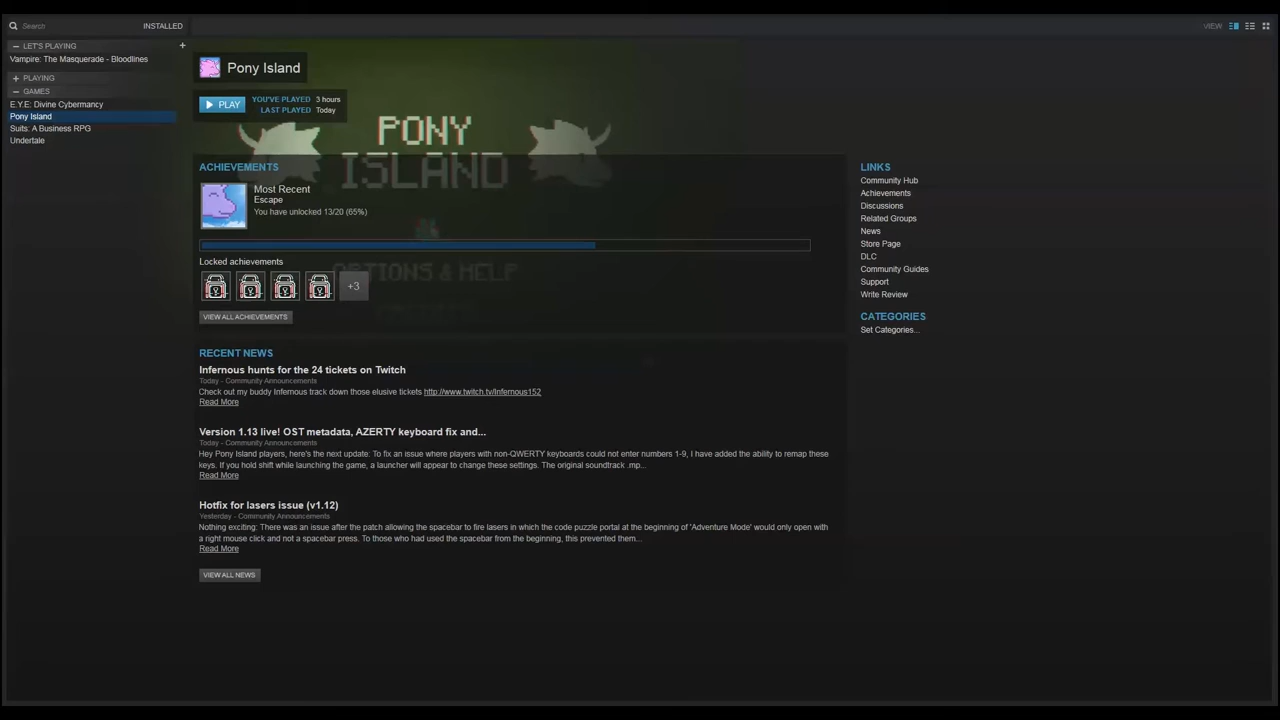 Search
INSTALLED
VIEW
LET'S PLAYING
+
Vampire: The Masquerade - Bloodlines
PLAYING
GAMES
E.Y.E: Divine Cybermancy
Pony Island
Suits: A Business RPG
Undertale
Pony Island
PLAY
YOU'VE PLAYED 3 hours
LAST PLAYED Today
PONY
ISLAND
OPTIONS & HELP
ACHIEVEMENTS
Most Recent
Escape
You have unlocked 13/20 (65%)
Locked achievements
+3
VIEW ALL ACHIEVEMENTS
RECENT NEWS
Infernous hunts for the 24 tickets on Twitch
Today - Community Announcements
Check out my buddy Infernous track down those elusive tickets http://www.twitch.tv/Infernous152
Read More
Version 1.13 live! OST metadata, AZERTY keyboard fix and...
Today - Community Announcements
Hey Pony Island players, here's the next update: To fix an issue where players with non-QWERTY keyboards could not enter numbers 1-9, I have added the ability to remap these
keys. If you hold shift while launching the game, a launcher will appear to change these settings. The original soundtrack .mp...
Read More
Hotfix for lasers issue (v1.12)
Yesterday - Community Announcements
Nothing exciting: There was an issue after the patch allowing the spacebar to fire lasers in which the code puzzle portal at the beginning of 'Adventure Mode' would only open with
a right mouse click and not a spacebar press. To those who had used the spacebar from the beginning, this prevented them...
Read More
VIEW ALL NEWS
LINKS
Community Hub
Achievements
Discussions
Related Groups
News
Store Page
DLC
Community Guides
Support
Write Review
CATEGORIES
Set Categories...